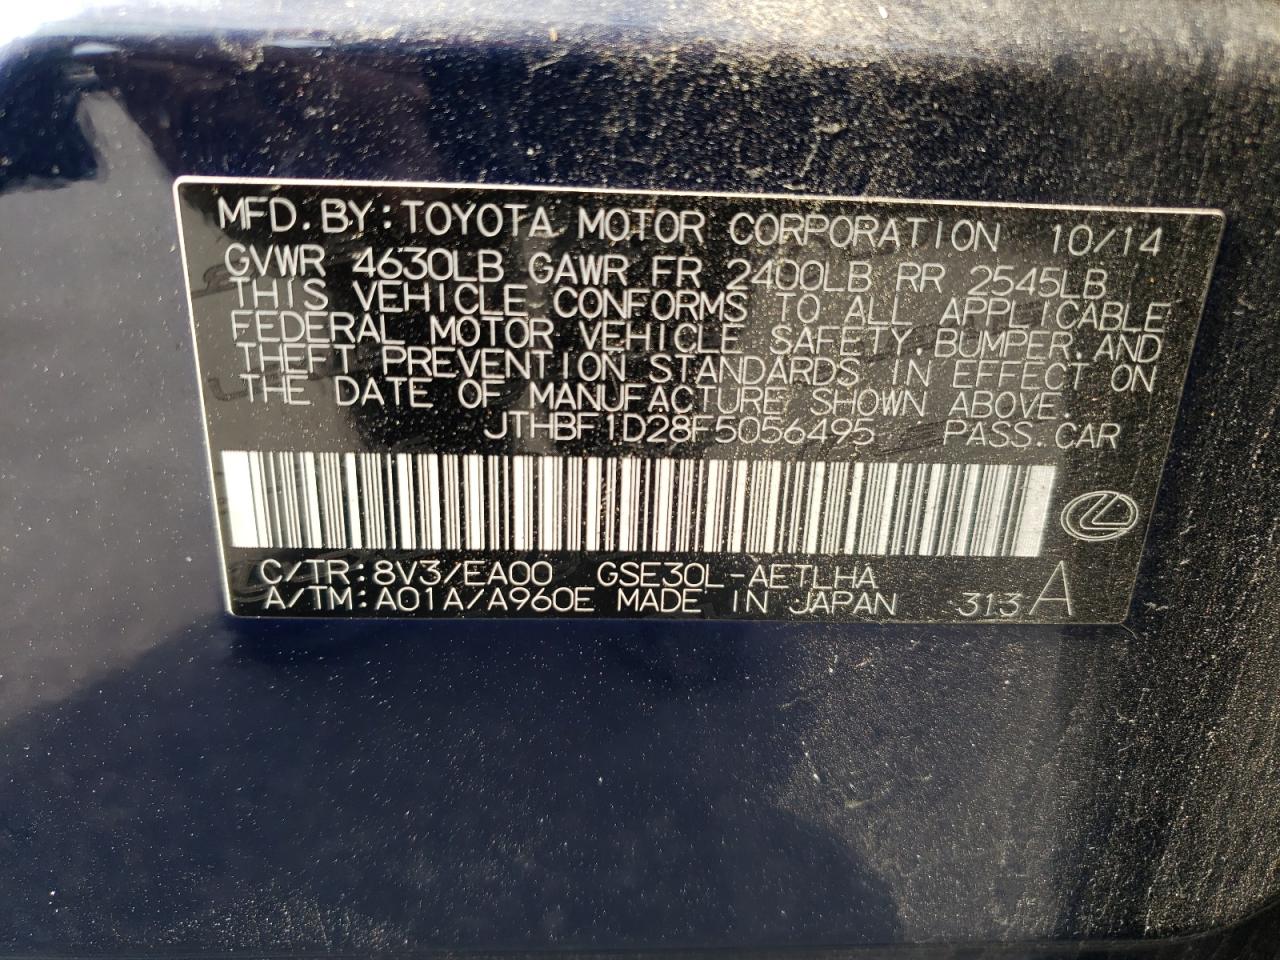 MFD.BY:TOYOTA MOTOR CORPORATION 10/14
GVWR 4630LB GAWR FR 2400LB RR 2545LB
THIS VEHICLE CONFORMS TO ALL APPLICABLE
FEDERAL MOTOR VEHICLE SAFETY,BUMPER,AND
THEFT PREVENTION STANDARDS IN EFFECT ON
THE DATE OF MANUFACTURE SHOWN ABOVE.
JTHBF1D28F5056495 PASS.CAR
C/TR:8V3/EA00 GSE30L-AETLHA
A/TM:A01A/A960E MADE IN JAPAN 313 A